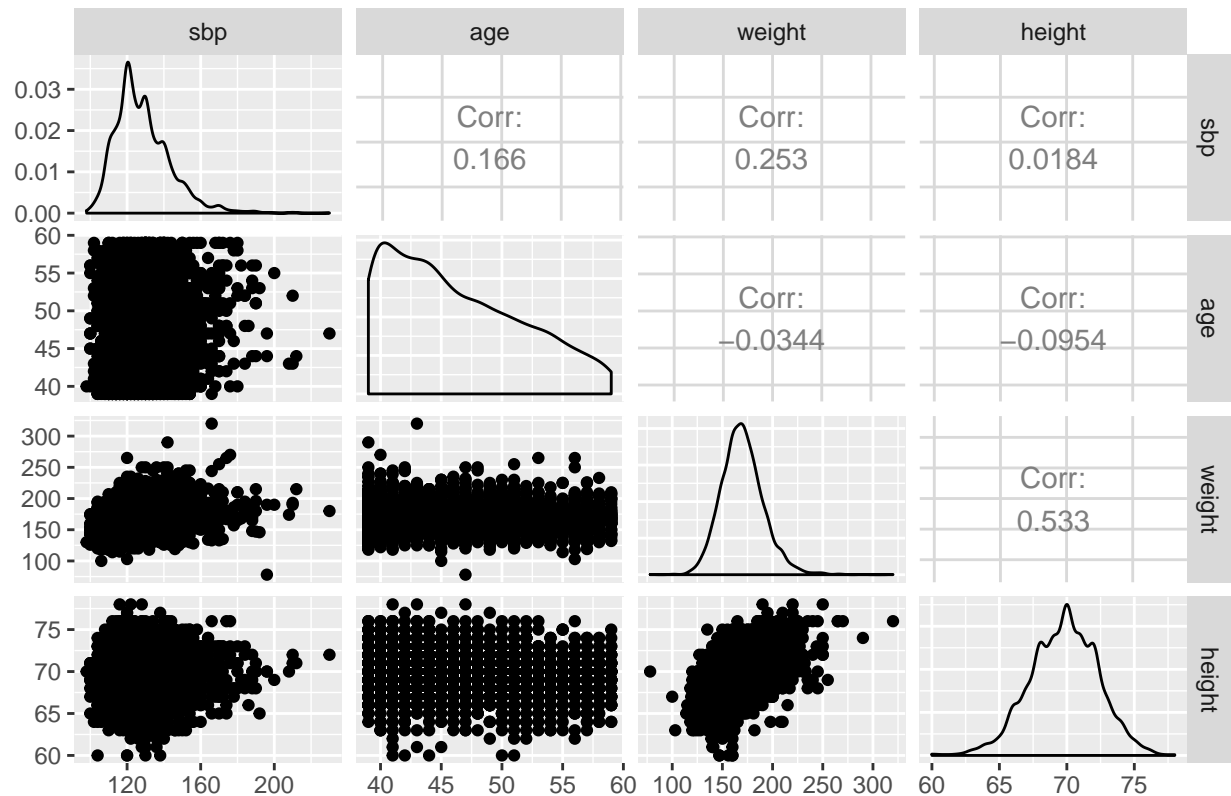 sbp age weight height
0.03
0.02
0.01
0.00
Corr:
0.166
Corr:
0.253
Corr:
0.0184
sbp
60
55
50
45
40
Corr:
−0.0344
Corr:
−0.0954
age
300
250
200
150
100
Corr:
0.533
weight
75
70
65
60
height
120 160 200 40 45 50 55 60 100 150 200 250 300 60 65 70 75